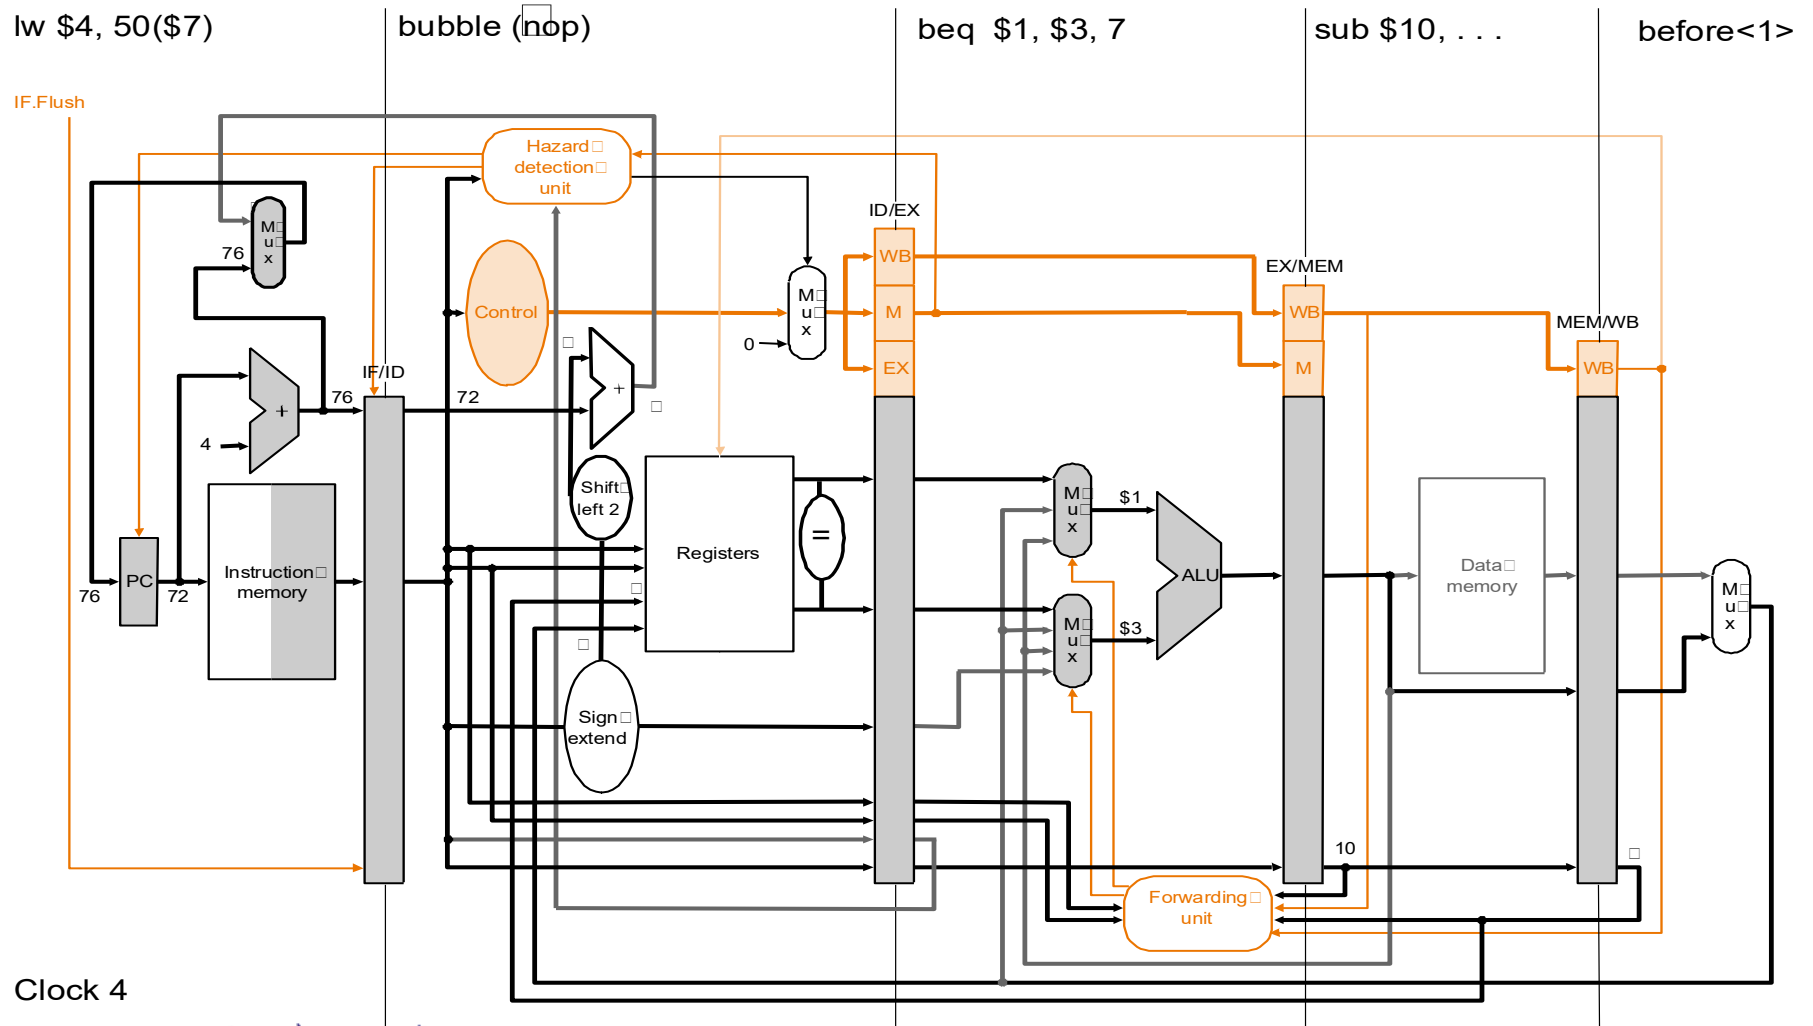 lw $4, 50($7)
bubble (nop)
beq $1, $3, 7
sub $10, . . .
before<1>
IF.Flush
Hazard
detection
unit
ID/EX
M
u
x
76
WB
EX/MEM
Control
M
u
x
M
WB
MEM/WB
0
IF/ID
EX
M
WB
76
72
+
+
4
Shift
left 2
M
u
x
$1
=
Registers
PC
Instruction
memory
ALU
Data
memory
76
72
M
u
x
M
u
x
$3
Sign
extend
10
Forwarding
unit
Clock 4